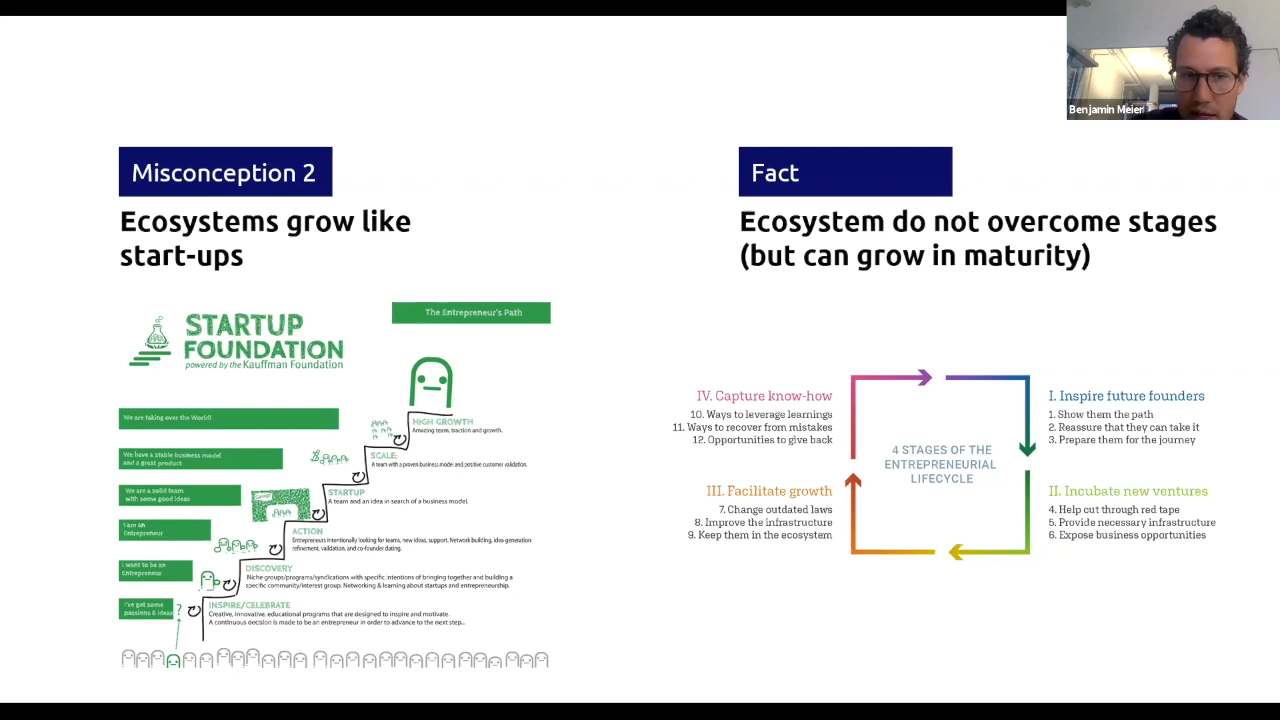 Benjamin Meier
Misconception 2
Ecosystems grow like
start-ups
STARTUP
FOUNDATION
powered by the Kauffman Foundation
The Entrepreneur's Path
We are taking over the World!
HIGH GROWTH
Amazing team, traction and growth.
We have a stable business model
and a great product
SCALE
A team with a proven business model and positive customer validation.
We are a solid team
with some good ideas
STARTUP
A team and an idea in search of a business model.
I am an
Entrepreneur
ACTION
Entrepreneurs intentionally looking for teams, new ideas, support. Network building, idea generation
refinement, validation, and co-founder dating.
I want to be an
Entrepreneur
DISCOVERY
Niche groups/programs/syndications with specific intentions of bringing together and building a
specific community/interest group. Networking & learning about startups and entrepreneurship.
I've got some
passions & ideas
?
INSPIRE/CELEBRATE
Creative, innovative, educational programs that are designed to inspire and motivate.
A continuous decision is made to be an entrepreneur in order to advance to the next step...
Fact
Ecosystem do not overcome stages
(but can grow in maturity)
4 STAGES OF THE
ENTREPRENEURIAL
LIFECYCLE
I. Inspire future founders
1. Show them the path
2. Reassure that they can take it
3. Prepare them for the journey
II. Incubate new ventures
4. Help cut through red tape
5. Provide necessary infrastructure
6. Expose business opportunities
III. Facilitate growth
7. Change outdated laws
8. Improve the infrastructure
9. Keep them in the ecosystem
IV. Capture know-how
10. Ways to leverage learnings
11. Ways to recover from mistakes
12. Opportunities to give back